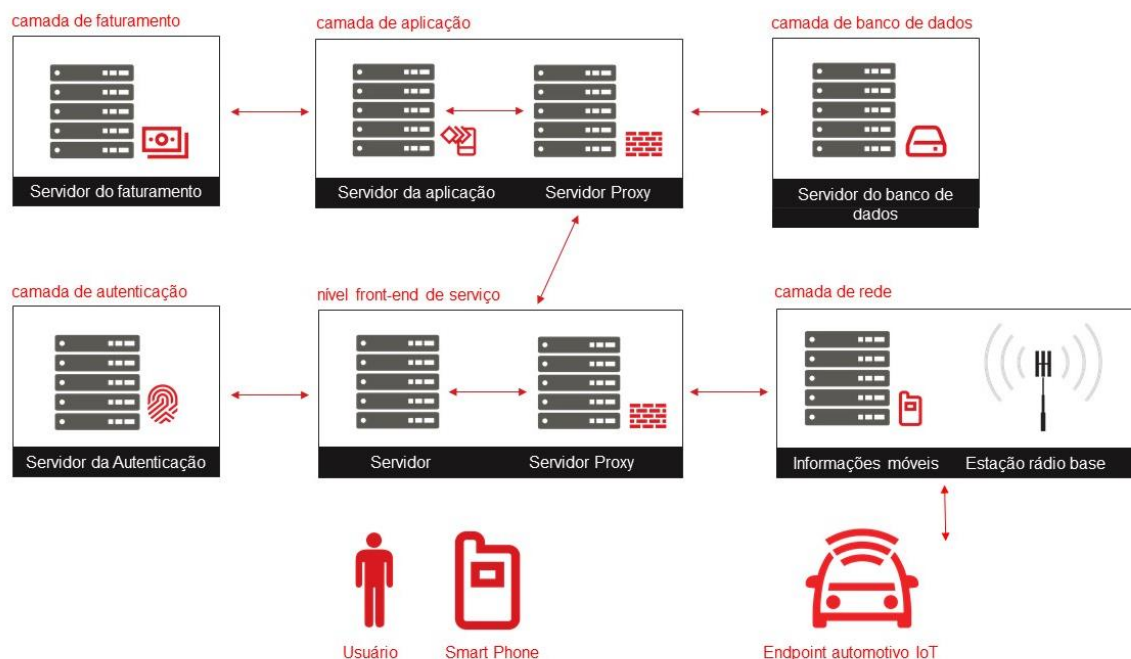 camada de faturamento
camada de aplicação
camada de banco de dados
Servidor do faturamento
Servidor da aplicação
Servidor Proxy
Servidor do banco de
dados
camada de autenticação
nível front-end de serviço
camada de rede
Servidor da Autenticação
Servidor
Servidor Proxy
Informações móveis
Estação rádio base
Usuário
Smart Phone
Endpoint automotivo IoT